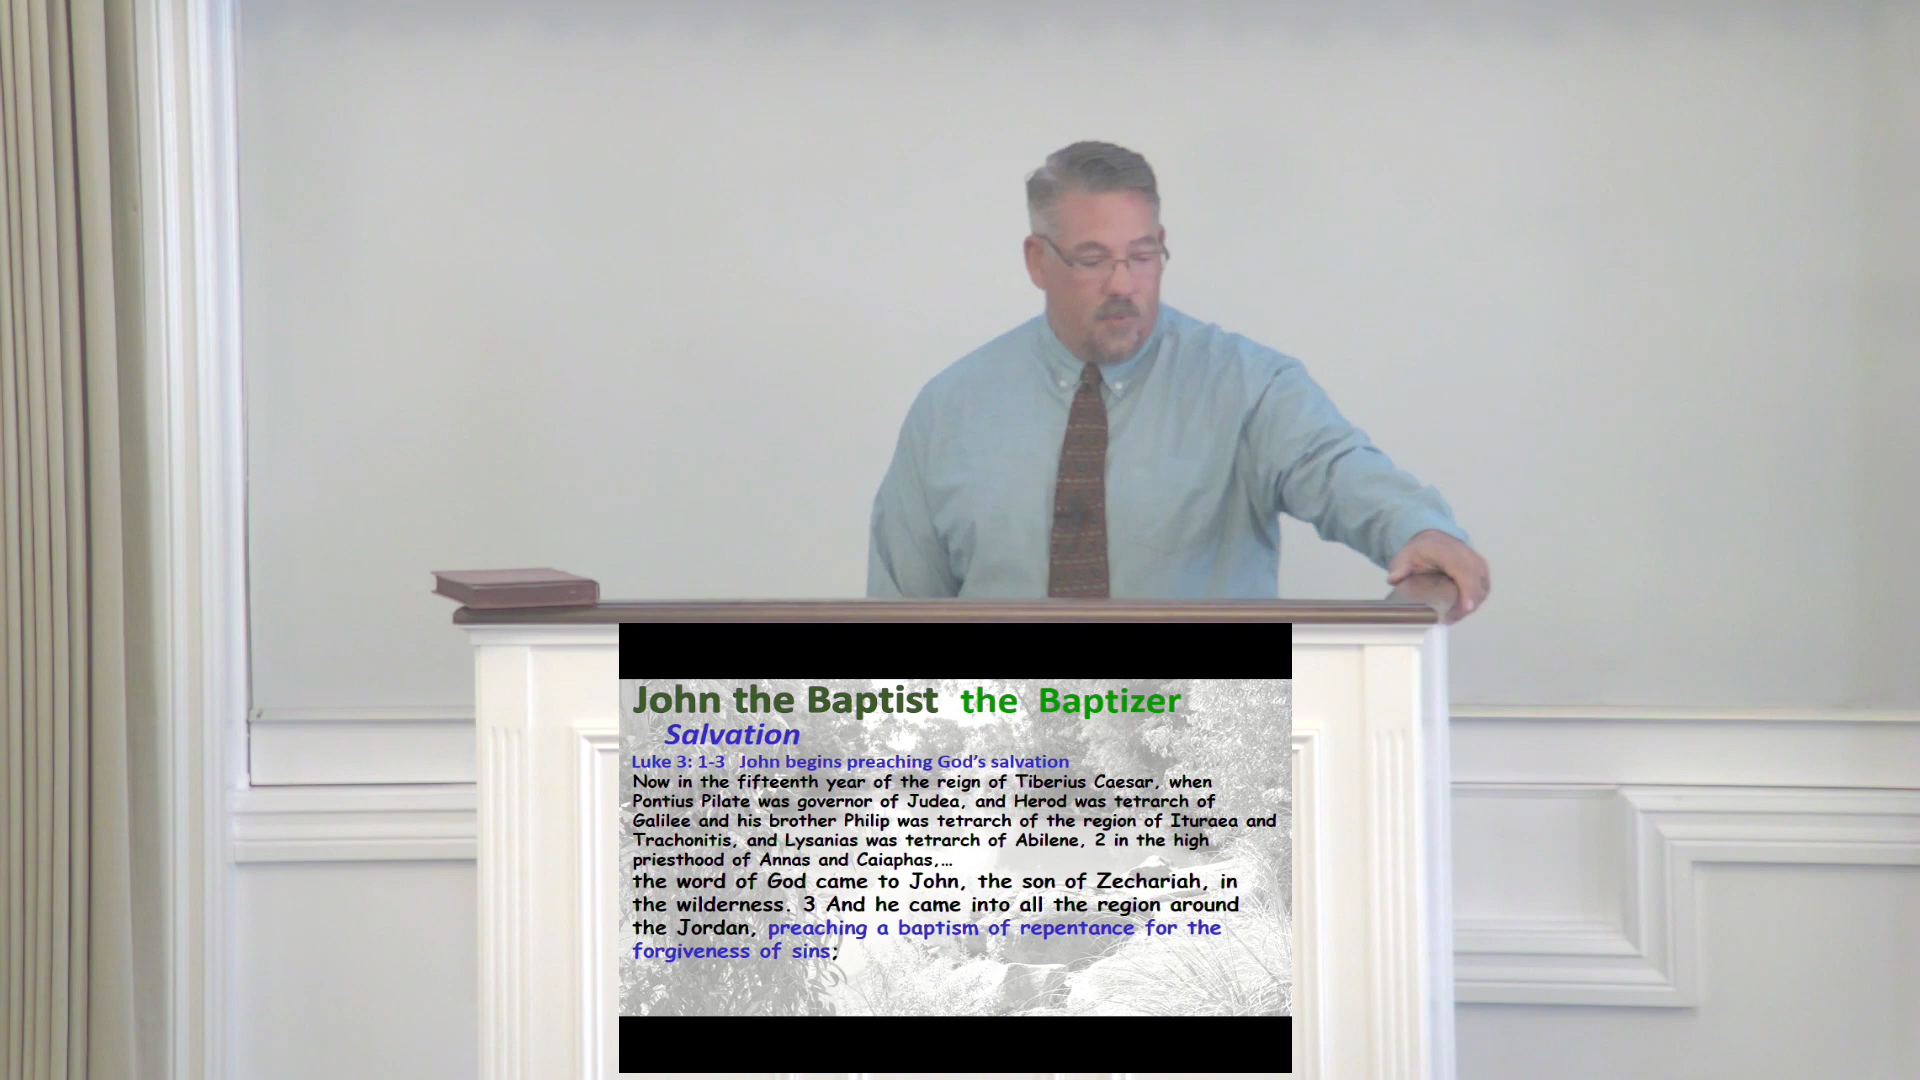 John the Baptist the Baptizer
Salvation
Luke 3: 1-3 John begins preaching God's salvation
Now in the fifteenth year of the reign of Tiberius Caesar, when
Pontius Pilate was governor of Judea, and Herod was tetrarch of
Galilee and his brother Philip was tetrarch of the region of Ituraea and
Trachonitis, and Lysanias was tetrarch of Abilene, 2 in the high
priesthood of Annas and Caiaphas,...
the word of God came to John, the son of Zechariah, in
the wilderness. 3 And he came into all the region around
the Jordan, preaching a baptism of repentance for the
forgiveness of sins;